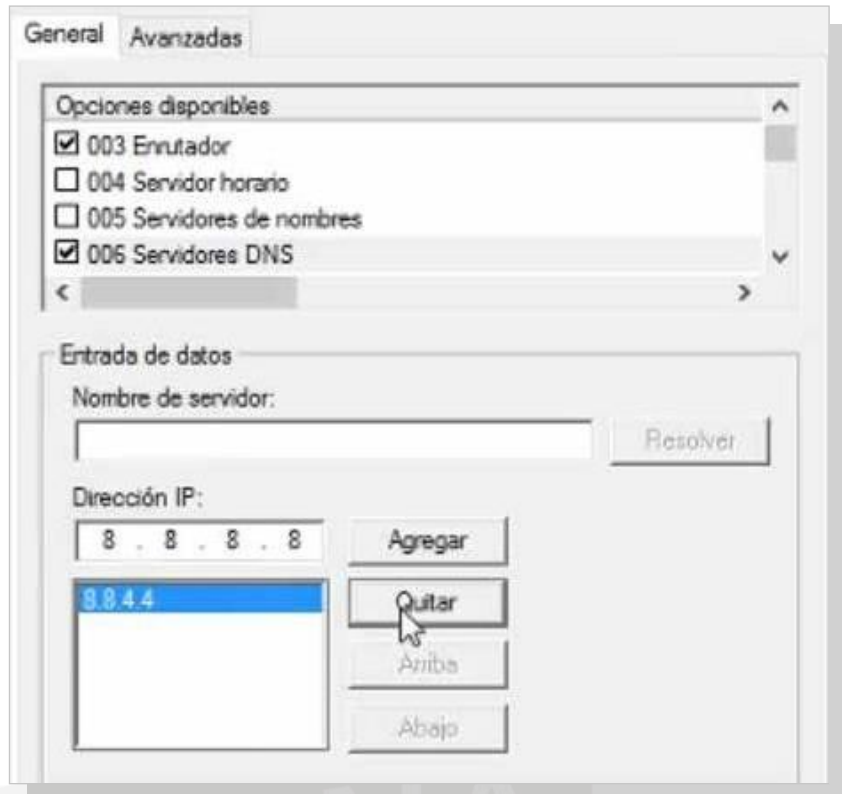 General Avanzadas
Opciones disponibles
003 Enrutador
004 Servidor horario
005 Servidores de nombres
006 Servidores DNS
Entrada de datos
Nombre de servidor:
Resolver
Dirección IP:
8 . 8 . 8 . 8 Agregar
8.8.4.4 Quitar
Arriba
Abajo